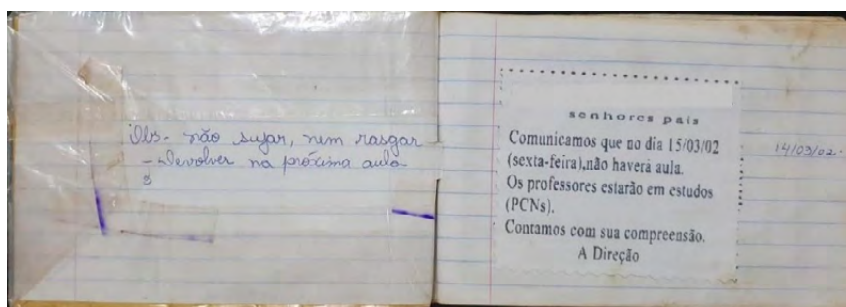 Obs- não sujar, nem rasgar
- Devolver na próxima aula
senhores pais
Comunicamos que no dia 15/03/02
(sexta-feira),não haverá aula.
Os professores estarão em estudos
(PCNs).
Contamos com sua compreensão.
A Direção
14/03/02.